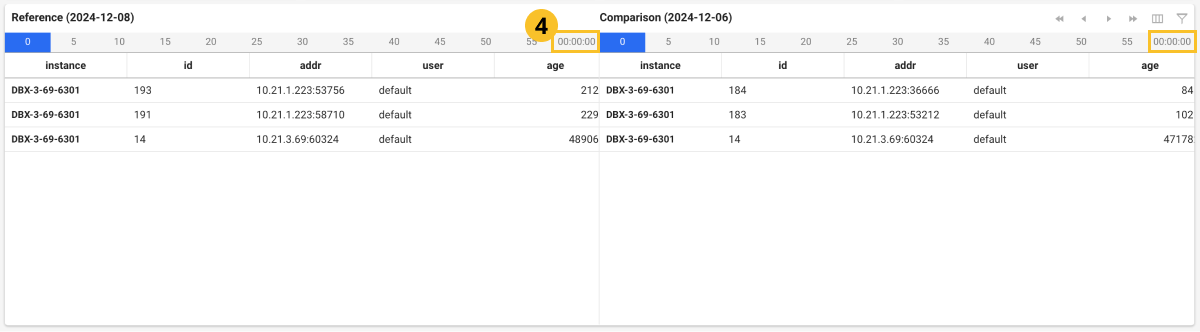 Reference (2024-12-08) 4 Comparison (2024-12-06)
0 5 10 15 20 25 30 35 40 45 50 55 00:00:00 0 5 10 15 20 25 30 35 40 45 50 55 00:00:00
instance id addr user age instance id addr user age
DBX-3-69-6301 193 10.21.1.223:53756 default 212 DBX-3-69-6301 184 10.21.1.223:36666 default 84
DBX-3-69-6301 191 10.21.1.223:58710 default 229 DBX-3-69-6301 183 10.21.1.223:53212 default 102
DBX-3-69-6301 14 10.21.3.69:60324 default 48906 DBX-3-69-6301 14 10.21.3.69:60324 default 47178